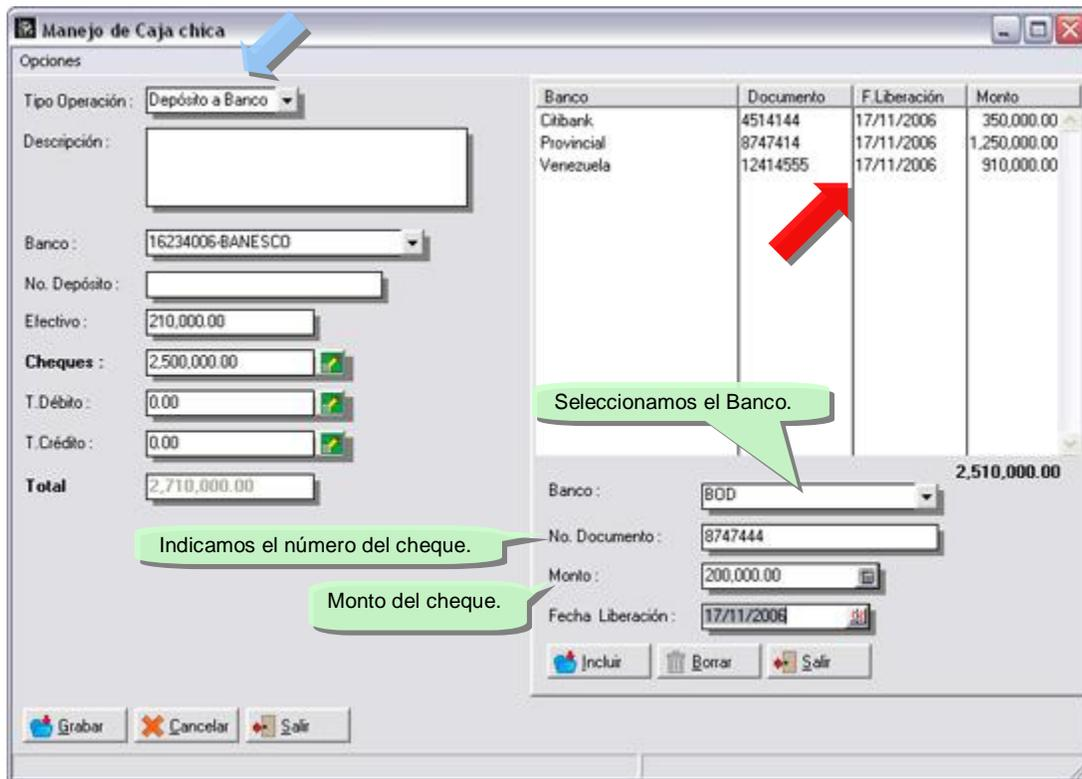 Manejo de Caja chica
Opciones
Tipo Operación : Depósito a Banco
Descripción :
Banco : 16234006-BANESCO
No. Depósito :
Efectivo : 210,000.00
Cheques : 2,500,000.00
T.Débito : 0.00
T.Crédito : 0.00
Total 2,710,000.00
Banco Documento F.Liberación Monto
Citibank 4514144 17/11/2006 350,000.00
Provincial 8747414 17/11/2006 1,250,000.00
Venezuela 12414555 17/11/2006 910,000.00
Seleccionamos el Banco.
2,510,000.00
Banco : BOD
Indicamos el número del cheque.
No. Documento : 8747444
Monto del cheque.
Monto : 200,000.00
Fecha Liberación : 17/11/2006
Incluir Borrar Salir
Grabar Cancelar Salir